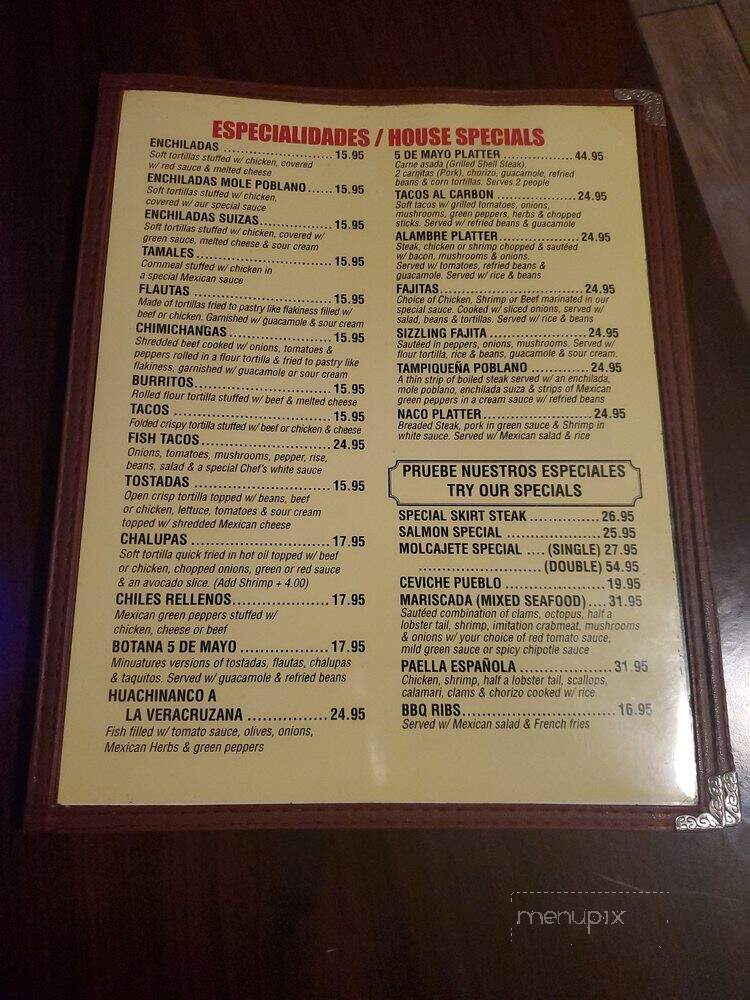 ESPECIALIDADES / HOUSE SPECIALS
ENCHILADAS ........................ 15.95
Soft tortillas stuffed w/ chicken, covered
w/ red sauce & melted cheese
ENCHILADAS MOLE POBLANO ...... 15.95
Soft tortillas stuffed w/ chicken,
covered w/ our special sauce
ENCHILADAS SUIZAS .................. 15.95
Soft tortillas stuffed w/ chicken, covered w/
green sauce, melted cheese & sour cream
TAMALES .............................. 15.95
Cornmeal stuffed w/ chicken in
a special Mexican sauce
FLAUTAS .............................. 15.95
Made of tortillas fried to pastry like flakiness filled w/
beef or chicken. Garnished w/ guacamole & sour cream
CHIMICHANGAS ....................... 15.95
Shredded beef cooked w/ onions, tomatoes &
peppers rolled in a flour tortilla & fried to pastry like
flakiness, garnished w/ guacamole or sour cream
BURRITOS ............................. 15.95
Rolled flour tortilla stuffed w/ beef & melted cheese
TACOS ................................ 15.95
Folded crispy tortilla stuffed w/ beef or chicken & cheese
FISH TACOS .......................... 24.95
Onions, tomatoes, mushrooms, pepper, rise,
beans, salad & a special Chef's white sauce
TOSTADAS ............................ 15.95
Open crisp tortilla topped w/ beans, beef
or chicken, lettuce, tomatoes & sour cream
topped w/ shredded Mexican cheese
CHALUPAS ............................ 17.95
Soft tortilla quick fried in hot oil topped w/ beef
or chicken, chopped onions, green or red sauce
& an avocado slice. (Add Shrimp + 4.00)
CHILES RELLENOS .................... 17.95
Mexican green peppers stuffed w/
chicken, cheese or beef
BOTANA 5 DE MAYO .................. 17.95
Minuatures versions of tostadas, flautas, chalupas
& taquitos. Served w/ guacamole & refried beans
HUACHINANCO A
LA VERACRUZANA .................... 24.95
Fish filled w/ tomato sauce, olives, onions,
Mexican Herbs & green peppers
5 DE MAYO PLATTER ................ 44.95
Carne asada (Grilled Shell Steak),
2 carnitas (Pork), chorizo, guacamole, refried
beans & corn tortillas. Serves 2 people
TACOS AL CARBON ................... 24.95
Soft tacos w/ grilled tomatoes, onions,
mushrooms, green peppers, herbs & chopped
sticks. Served w/ refried beans & guacamole
ALAMBRE PLATTER ................... 24.95
Steak, chicken or shrimp chopped & sautéed
w/ bacon, mushrooms & onions.
Served w/ tomatoes, refried beans &
guacamole. Served w/ rice & beans
FAJITAS ............................... 24.95
Choice of Chicken, Shrimp or Beef marinated in our
special sauce. Cooked w/ sliced onions, served w/
salad, beans & tortillas. Served w/ rice & beans
SIZZLING FAJITA .................... 24.95
Sautéed in peppers, onions, mushrooms. Served w/
flour tortilla, rice & beans, guacamole & sour cream.
TAMPIQUEÑA POBLANO ............. 24.95
A thin strip of boiled steak served w/ an enchilada,
mole poblano, enchilada suiza & strips of Mexican
green peppers in a cream sauce w/ refried beans
NACO PLATTER ....................... 24.95
Breaded Steak, pork in green sauce & Shrimp in
white sauce. Served w/ Mexican salad & rice
PRUEBE NUESTROS ESPECIALES
TRY OUR SPECIALS
SPECIAL SKIRT STEAK ............... 26.95
SALMON SPECIAL .................... 25.95
MOLCAJETE SPECIAL .... (SINGLE) 27.95
........................... (DOUBLE) 54.95
CEVICHE PUEBLO .................... 19.95
MARISCADA (MIXED SEAFOOD) .... 31.95
Sautéed combination of clams, octopus, half a
lobster tail, shrimp, imitation crabmeat, mushrooms
& onions w/ your choice of red tomato sauce,
mild green sauce or spicy chipotle sauce
PAELLA ESPAÑOLA .................. 31.95
Chicken, shrimp, half a lobster tail, scallops,
calamari, clams & chorizo cooked w/ rice
BBQ RIBS ............................. 16.95
Served w/ Mexican salad & French fries
menupix